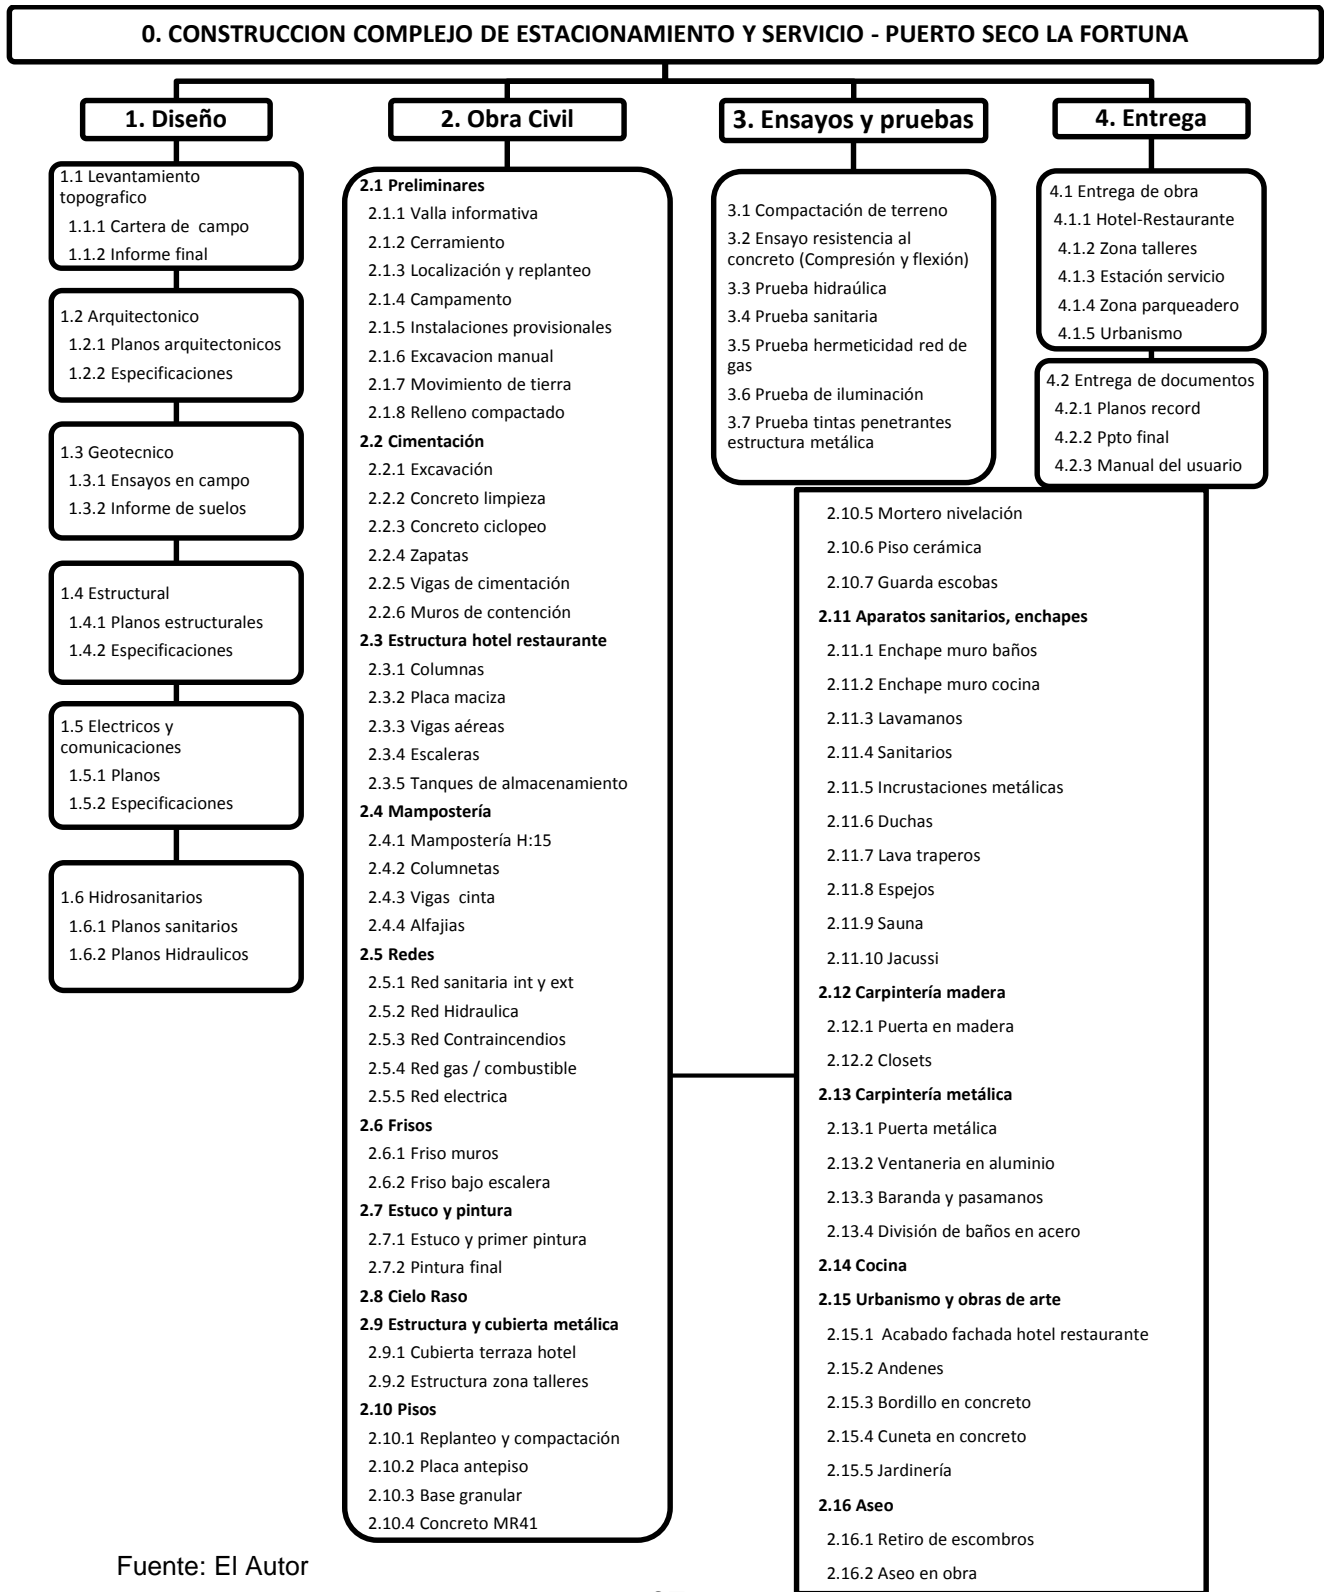 0. CONSTRUCCION COMPLEJO DE ESTACIONAMIENTO Y SERVICIO - PUERTO SECO LA FORTUNA
1. Diseño
1.1 Levantamiento
topografico
1.1.1 Cartera de campo
1.1.2 Informe final
1.2 Arquitectonico
1.2.1 Planos arquitectonicos
1.2.2 Especificaciones
1.3 Geotecnico
1.3.1 Ensayos en campo
1.3.2 Informe de suelos
1.4 Estructural
1.4.1 Planos estructurales
1.4.2 Especificaciones
1.5 Electricos y
comunicaciones
1.5.1 Planos
1.5.2 Especificaciones
1.6 Hidrosanitarios
1.6.1 Planos sanitarios
1.6.2 Planos Hidraulicos
2. Obra Civil
2.1 Preliminares
2.1.1 Valla informativa
2.1.2 Cerramiento
2.1.3 Localización y replanteo
2.1.4 Campamento
2.1.5 Instalaciones provisionales
2.1.6 Excavacion manual
2.1.7 Movimiento de tierra
2.1.8 Relleno compactado
2.2 Cimentación
2.2.1 Excavación
2.2.2 Concreto limpieza
2.2.3 Concreto ciclopeo
2.2.4 Zapatas
2.2.5 Vigas de cimentación
2.2.6 Muros de contención
2.3 Estructura hotel restaurante
2.3.1 Columnas
2.3.2 Placa maciza
2.3.3 Vigas aéreas
2.3.4 Escaleras
2.3.5 Tanques de almacenamiento
2.4 Mampostería
2.4.1 Mampostería H:15
2.4.2 Columnetas
2.4.3 Vigas cinta
2.4.4 Alfajias
2.5 Redes
2.5.1 Red sanitaria int y ext
2.5.2 Red Hidraulica
2.5.3 Red Contraincendios
2.5.4 Red gas / combustible
2.5.5 Red electrica
2.6 Frisos
2.6.1 Friso muros
2.6.2 Friso bajo escalera
2.7 Estuco y pintura
2.7.1 Estuco y primer pintura
2.7.2 Pintura final
2.8 Cielo Raso
2.9 Estructura y cubierta metálica
2.9.1 Cubierta terraza hotel
2.9.2 Estructura zona talleres
2.10 Pisos
2.10.1 Replanteo y compactación
2.10.2 Placa antepiso
2.10.3 Base granular
2.10.4 Concreto MR41
2.10.5 Mortero nivelación
2.10.6 Piso cerámica
2.10.7 Guarda escobas
2.11 Aparatos sanitarios, enchapes
2.11.1 Enchape muro baños
2.11.2 Enchape muro cocina
2.11.3 Lavamanos
2.11.4 Sanitarios
2.11.5 Incrustaciones metálicas
2.11.6 Duchas
2.11.7 Lava traperos
2.11.8 Espejos
2.11.9 Sauna
2.11.10 Jacussi
2.12 Carpintería madera
2.12.1 Puerta en madera
2.12.2 Closets
2.13 Carpintería metálica
2.13.1 Puerta metálica
2.13.2 Ventaneria en aluminio
2.13.3 Baranda y pasamanos
2.13.4 División de baños en acero
2.14 Cocina
2.15 Urbanismo y obras de arte
2.15.1 Acabado fachada hotel restaurante
2.15.2 Andenes
2.15.3 Bordillo en concreto
2.15.4 Cuneta en concreto
2.15.5 Jardinería
2.16 Aseo
2.16.1 Retiro de escombros
2.16.2 Aseo en obra
3. Ensayos y pruebas
3.1 Compactación de terreno
3.2 Ensayo resistencia al
concreto (Compresión y flexión)
3.3 Prueba hidraúlica
3.4 Prueba sanitaria
3.5 Prueba hermeticidad red de
gas
3.6 Prueba de iluminación
3.7 Prueba tintas penetrantes
estructura metálica
4. Entrega
4.1 Entrega de obra
4.1.1 Hotel-Restaurante
4.1.2 Zona talleres
4.1.3 Estación servicio
4.1.4 Zona parqueadero
4.1.5 Urbanismo
4.2 Entrega de documentos
4.2.1 Planos record
4.2.2 Ppto final
4.2.3 Manual del usuario
Fuente: El Autor